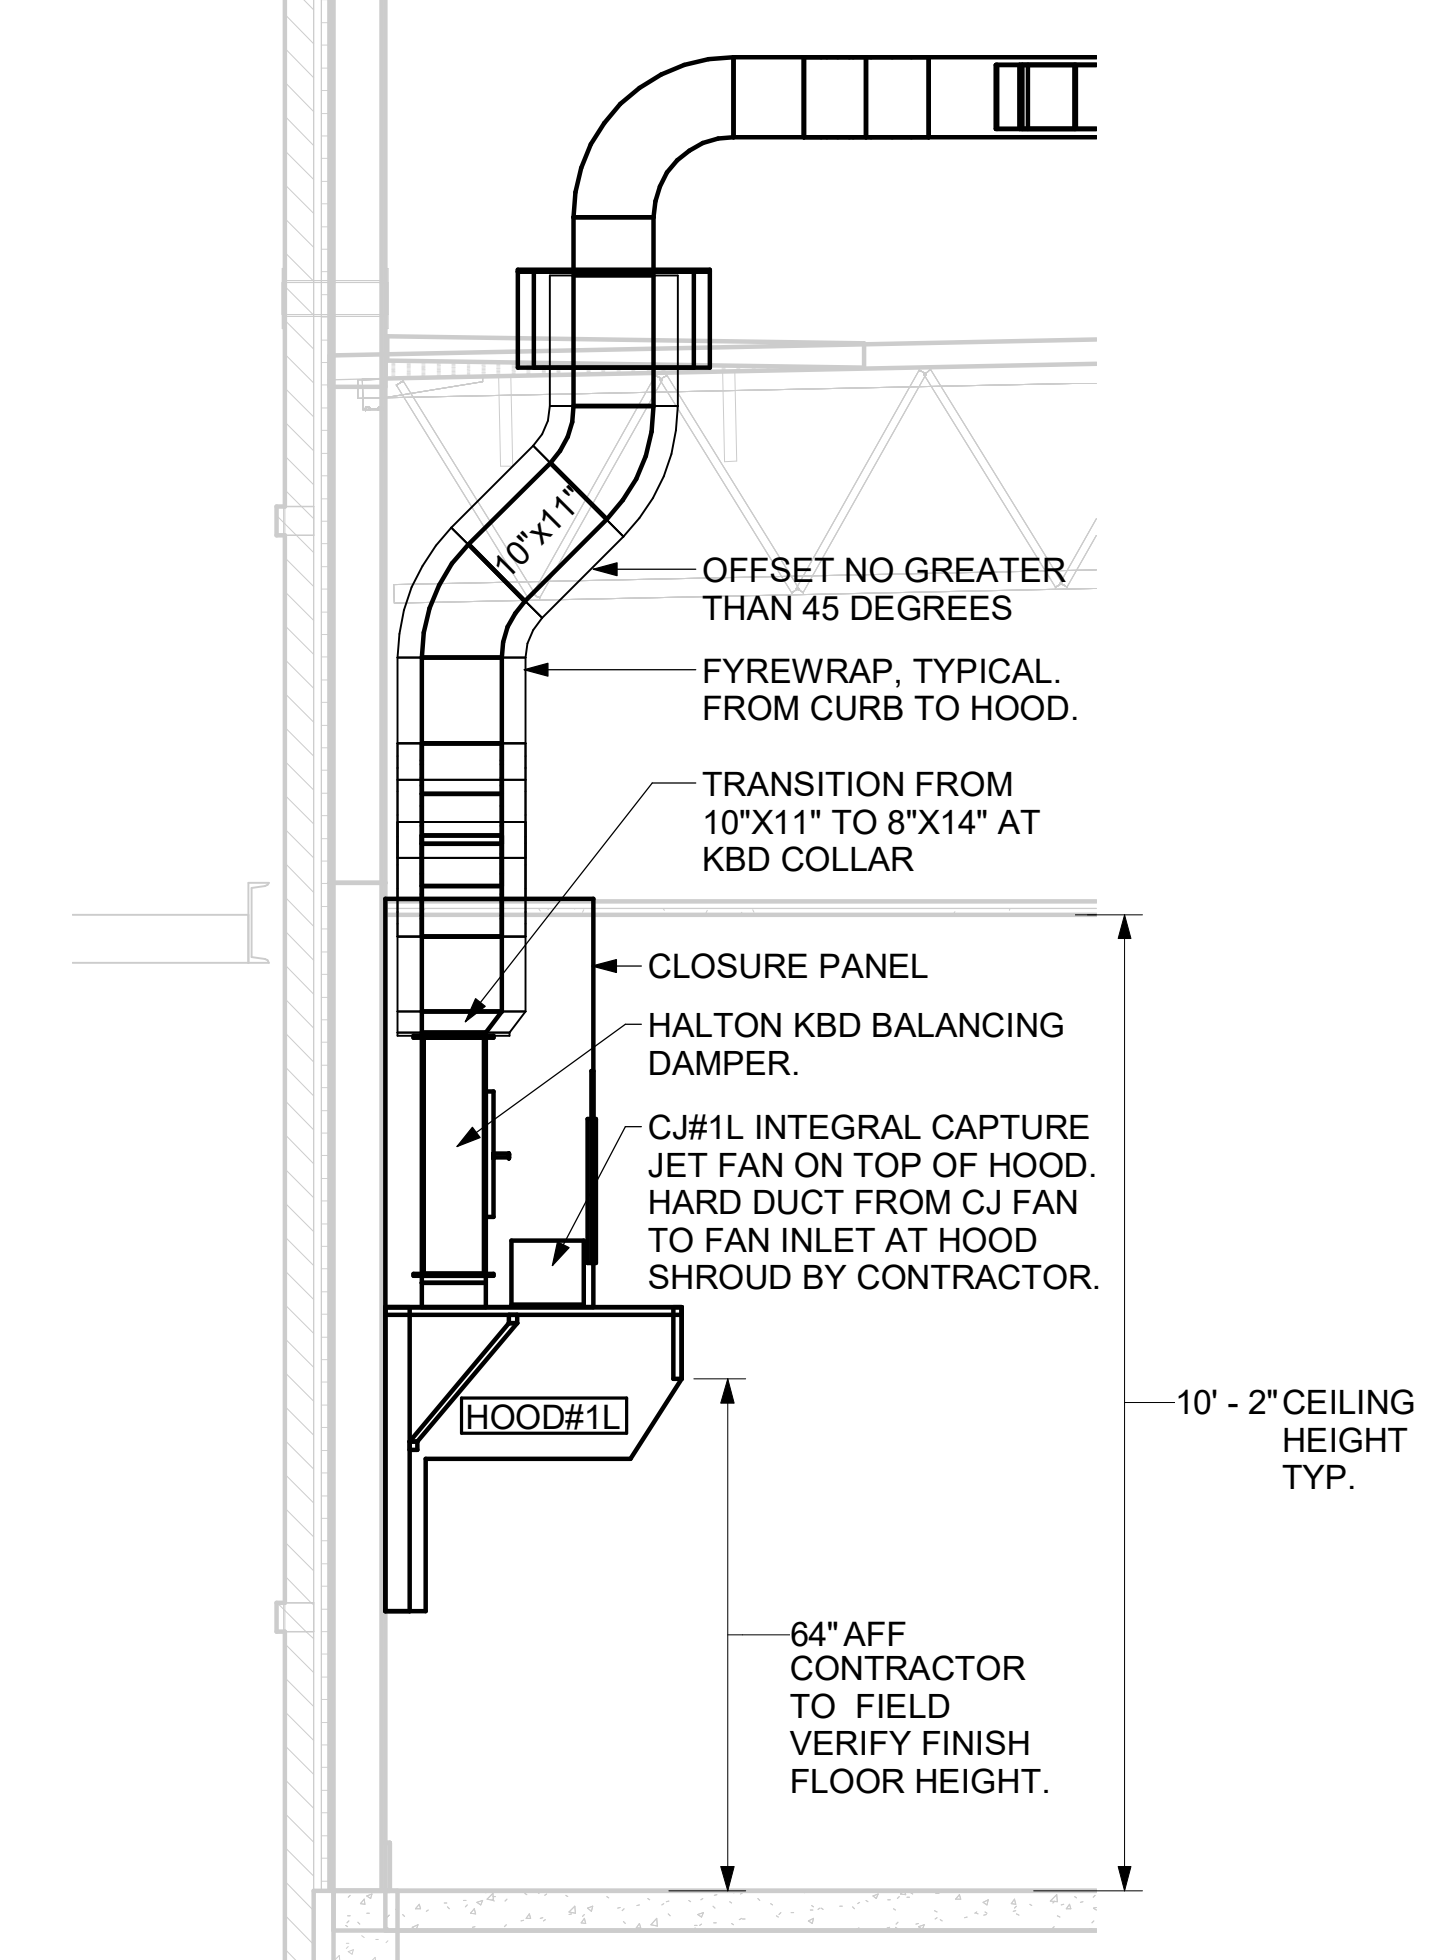 10"x11"
OFFSET NO GREATER
THAN 45 DEGREES
FYREWRAP, TYPICAL.
FROM CURB TO HOOD.
TRANSITION FROM
10"X11" TO 8"X14" AT
KBD COLLAR
CLOSURE PANEL
HALTON KBD BALANCING
DAMPER.
CJ#1L INTEGRAL CAPTURE
JET FAN ON TOP OF HOOD.
HARD DUCT FROM CJ FAN
TO FAN INLET AT HOOD
SHROUD BY CONTRACTOR.
HOOD#1L
10' - 2" CEILING
HEIGHT
TYP.
64" AFF
CONTRACTOR
TO FIELD
VERIFY FINISH
FLOOR HEIGHT.